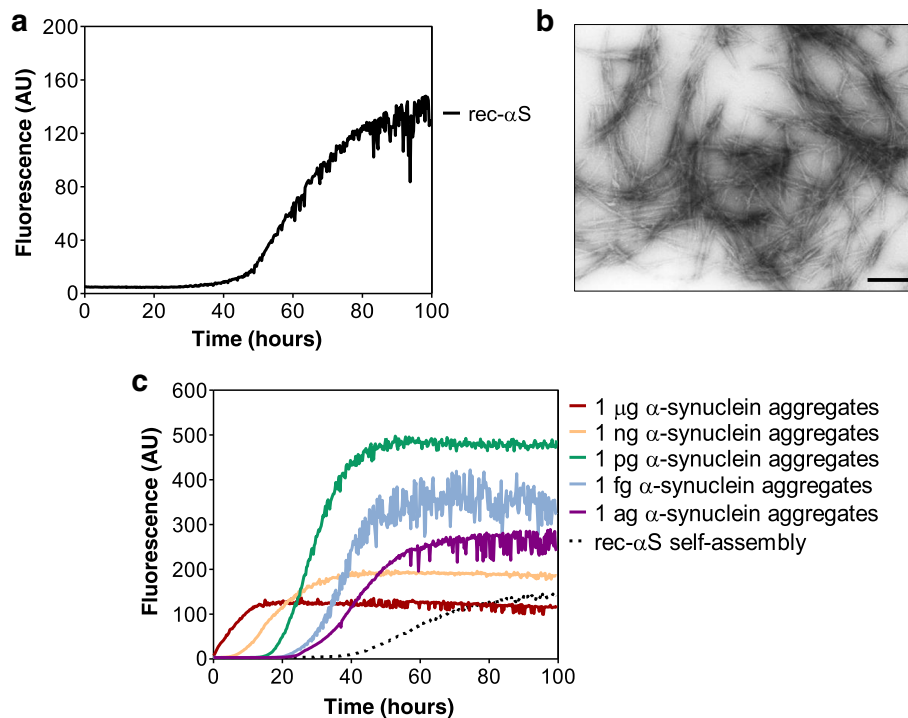 a
200
160
120
80
40
0
Fluorescence (AU)
0 20 40 60 80 100
Time (hours)
rec-αS
b
c
600
500
400
300
200
100
0
Fluorescence (AU)
0 20 40 60 80 100
Time (hours)
1 μg α-synuclein aggregates
1 ng α-synuclein aggregates
1 pg α-synuclein aggregates
1 fg α-synuclein aggregates
1 ag α-synuclein aggregates
rec-αS self-assembly